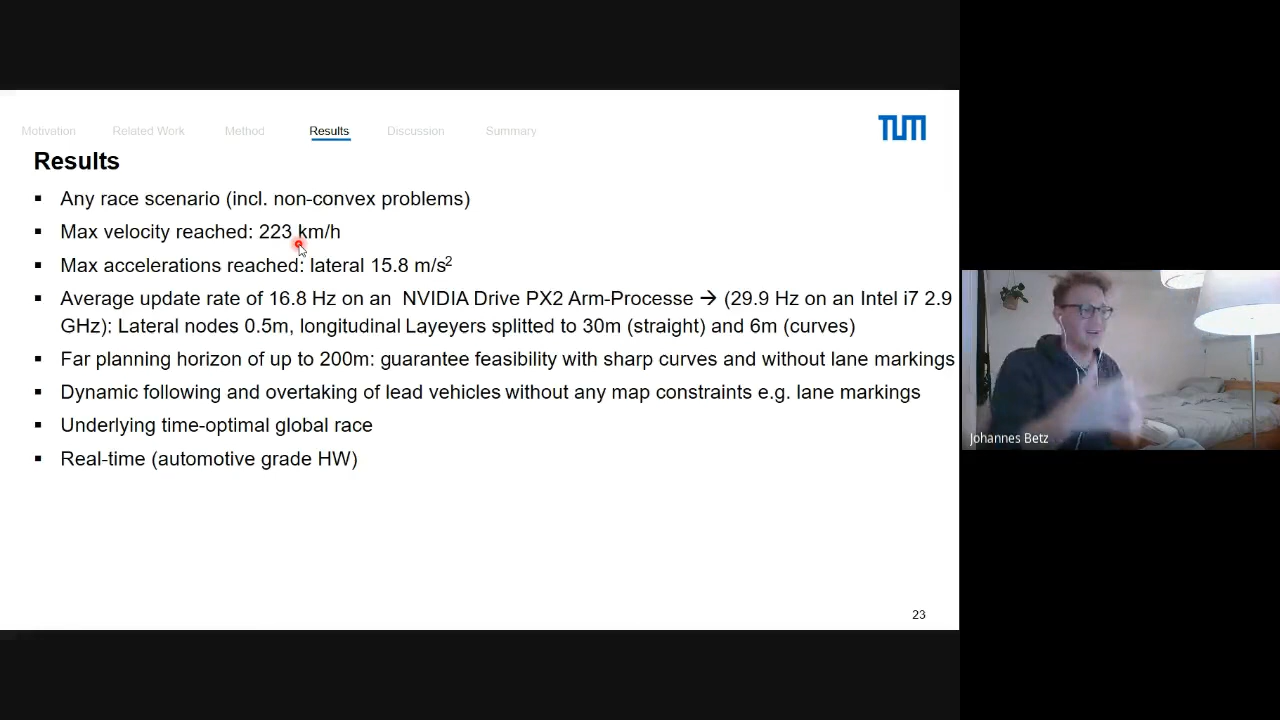 Motivation Related Work Method Results Discussion Summary
TUM
Results
▪ Any race scenario (incl. non-convex problems)
▪ Max velocity reached: 223 km/h
▪ Max accelerations reached: lateral 15.8 m/s²
▪ Average update rate of 16.8 Hz on an NVIDIA Drive PX2 Arm-Processe → (29.9 Hz on an Intel i7 2.9
GHz): Lateral nodes 0.5m, longitudinal Layeyers splitted to 30m (straight) and 6m (curves)
▪ Far planning horizon of up to 200m: guarantee feasibility with sharp curves and without lane markings
▪ Dynamic following and overtaking of lead vehicles without any map constraints e.g. lane markings
▪ Underlying time-optimal global race
▪ Real-time (automotive grade HW)
23
Johannes Betz